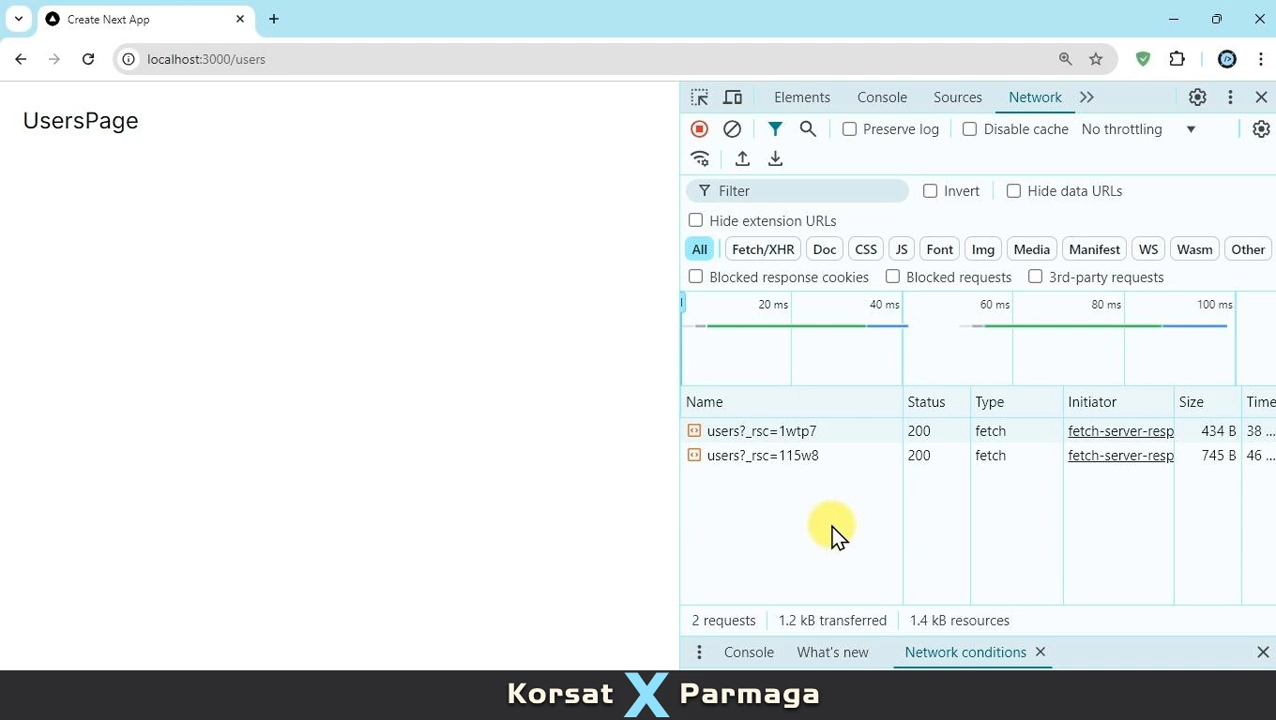 Create Next App
localhost:3000/users
UsersPage
Elements Console Sources Network
Preserve log Disable cache No throttling
Filter Invert Hide data URLs
Hide extension URLs
All Fetch/XHR Doc CSS JS Font Img Media Manifest WS Wasm Other
Blocked response cookies Blocked requests 3rd-party requests
20 ms 40 ms 60 ms 80 ms 100 ms
Name Status Type Initiator Size Time
users?_rsc=1wtp7 200 fetch fetch-server-resp 434 B 38 ...
users?_rsc=115w8 200 fetch fetch-server-resp 745 B 46 ...
2 requests 1.2 kB transferred 1.4 kB resources
Console What's new Network conditions
Korsat X Parmaga